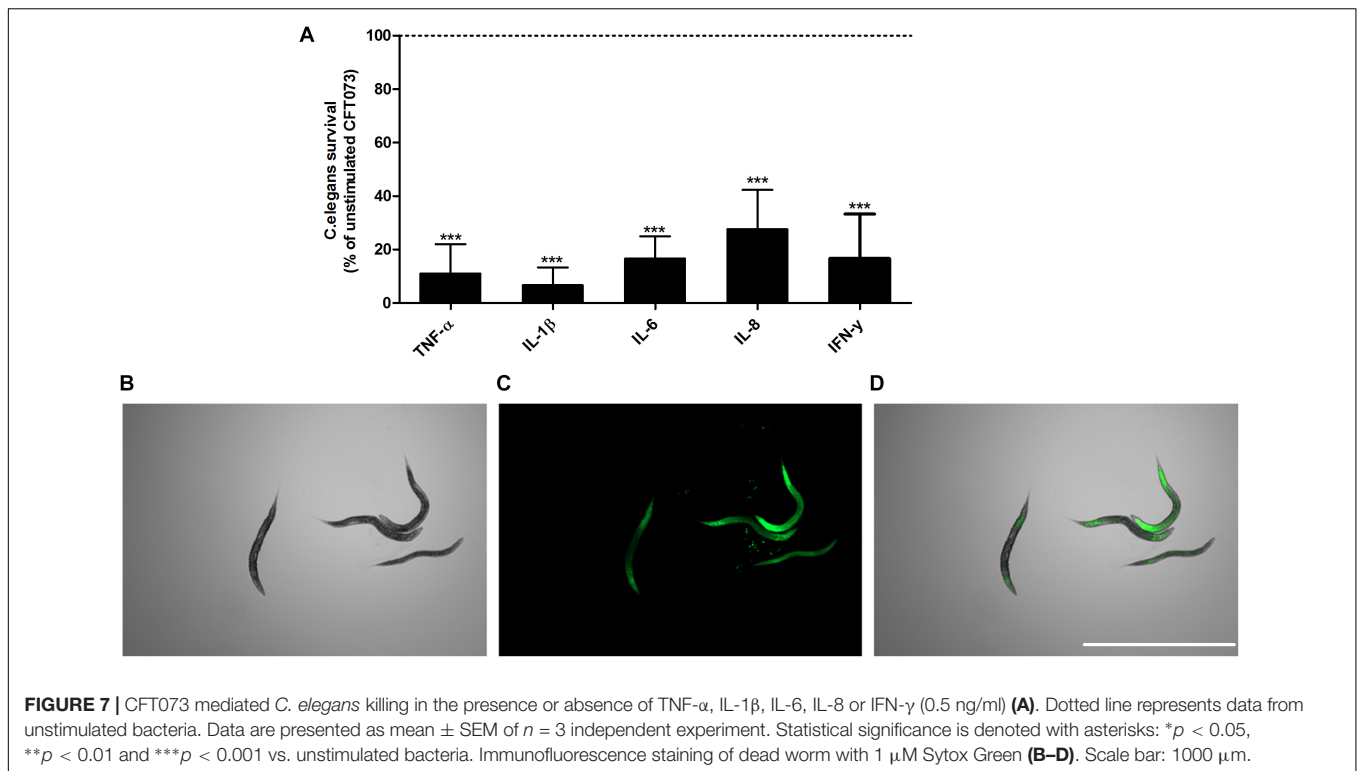 A
100
80
60
40
20
0
C.elegans survival
(% of unstimulated CFT073)
***
***
***
***
***
TNF-α
IL-1β
IL-6
IL-8
IFN-y
B
C
D
FIGURE 7 | CFT073 mediated C. elegans killing in the presence or absence of TNF-α, IL-1β, IL-6, IL-8 or IFN-γ (0.5 ng/ml) (A). Dotted line represents data from
unstimulated bacteria. Data are presented as mean ± SEM of n = 3 independent experiment. Statistical significance is denoted with asterisks: *p < 0.05,
**p < 0.01 and ***p < 0.001 vs. unstimulated bacteria. Immunofluorescence staining of dead worm with 1 μM Sytox Green (B–D). Scale bar: 1000 μm.